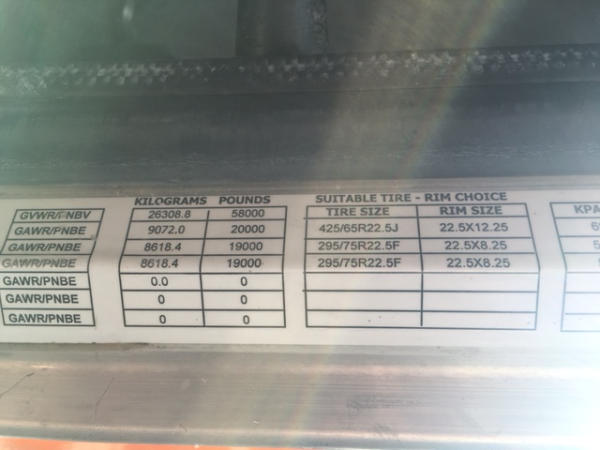 KILOGRAMS POUNDS SUITABLE TIRE - RIM CHOICE
GVWR/PNBV 26308.8 58000 TIRE SIZE RIM SIZE KPA
GAWR/PNBE 9072.0 20000 425/65R22.5J 22.5X12.25
GAWR/PNBE 8618.4 19000 295/75R22.5F 22.5X8.25
GAWR/PNBE 8618.4 19000 295/75R22.5F 22.5X8.25
GAWR/PNBE 0.0 0
GAWR/PNBE 0 0
GAWR/PNBE 0 0